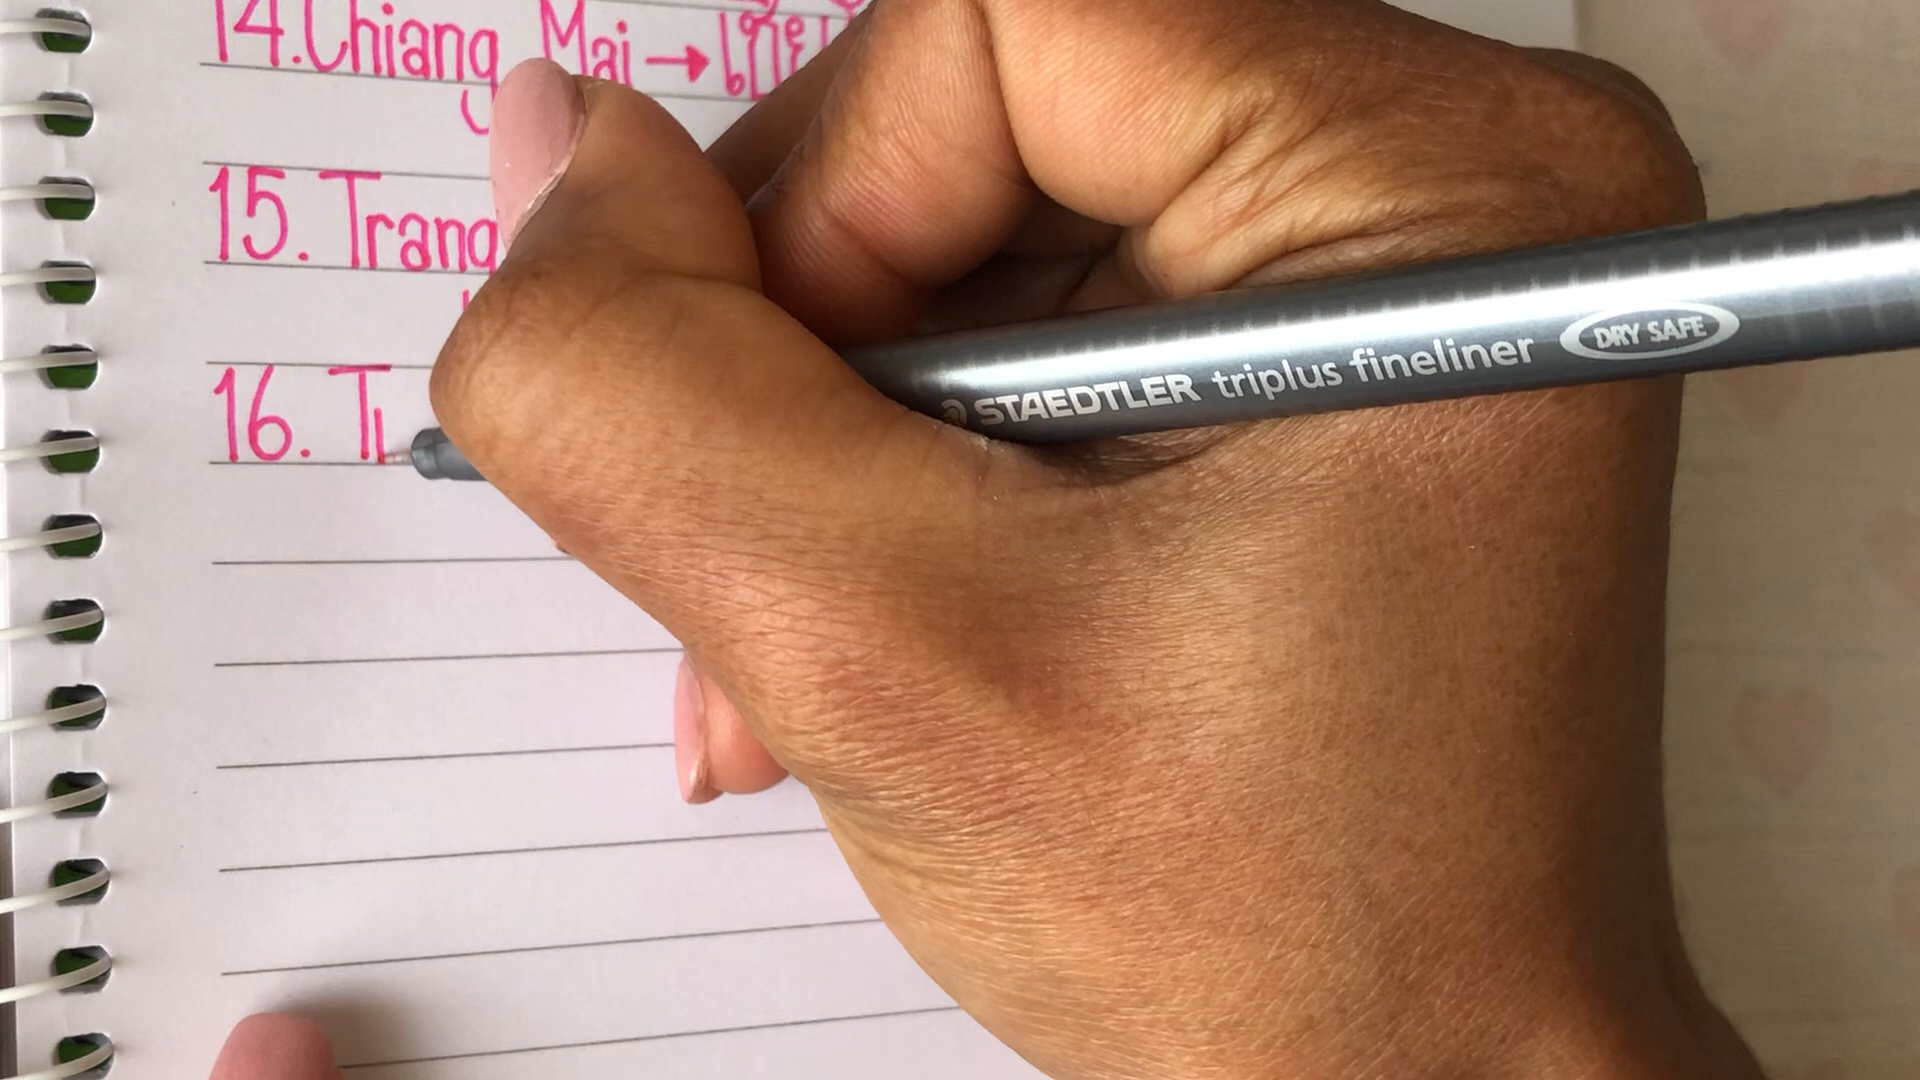 14. Chiang Mai →
15. Trang
16. T
STAEDTLER triplus fineliner DRY SAFE